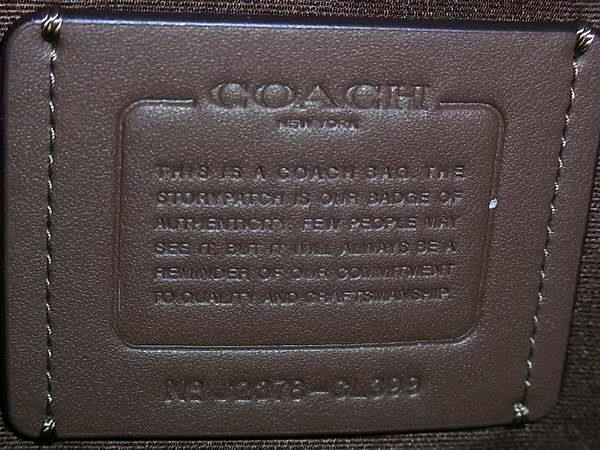 COACH
NEW YORK
THIS IS A COACH BAG. THE
STORYPATCH IS OUR BADGE OF
AUTHENTICITY. FEW PEOPLE MAY
SEE IT, BUT IT WILL ALWAYS BE A
REMINDER OF OUR COMMITMENT
TO QUALITY AND CRAFTSMANSHIP.